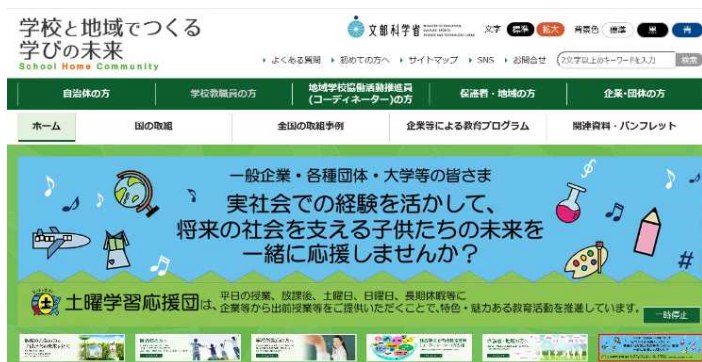 学校と地域でつくる
学びの未来
School Home Community
文部科学省
文字 標準 拡大 背景色 標準 黒 青
よくある質問 初めての方へ サイトマップ SNS お問合せ 2文字以上のキーワードを入力 検索
自治体の方 学校教職員の方 地域学校協働活動推進員
(コーディネーター)の方 保護者・地域の方 企業・団体の方
ホーム 国の取組 全国の取組事例 企業等による教育プログラム 関連資料・パンフレット
一般企業・各種団体・大学等の皆さま
実社会での経験を活かして、
将来の社会を支える子供たちの未来を
一緒に応援しませんか?
土曜学習応援団は、
平日の授業、放課後、土曜日、日曜日、長期休暇等に
企業等から出前授業等をご提供いただくことで、特色・魅力ある教育活動を推進しています。
一時停止